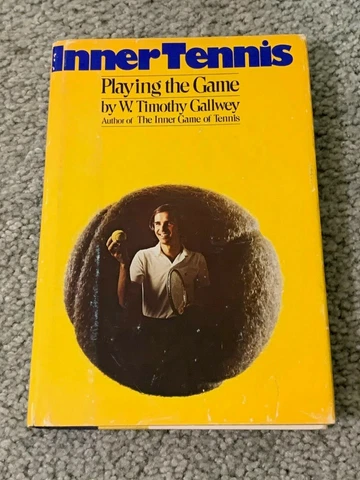 Inner Tennis
Playing the Game
by W. Timothy Gallwey
Author of The Inner Game of Tennis